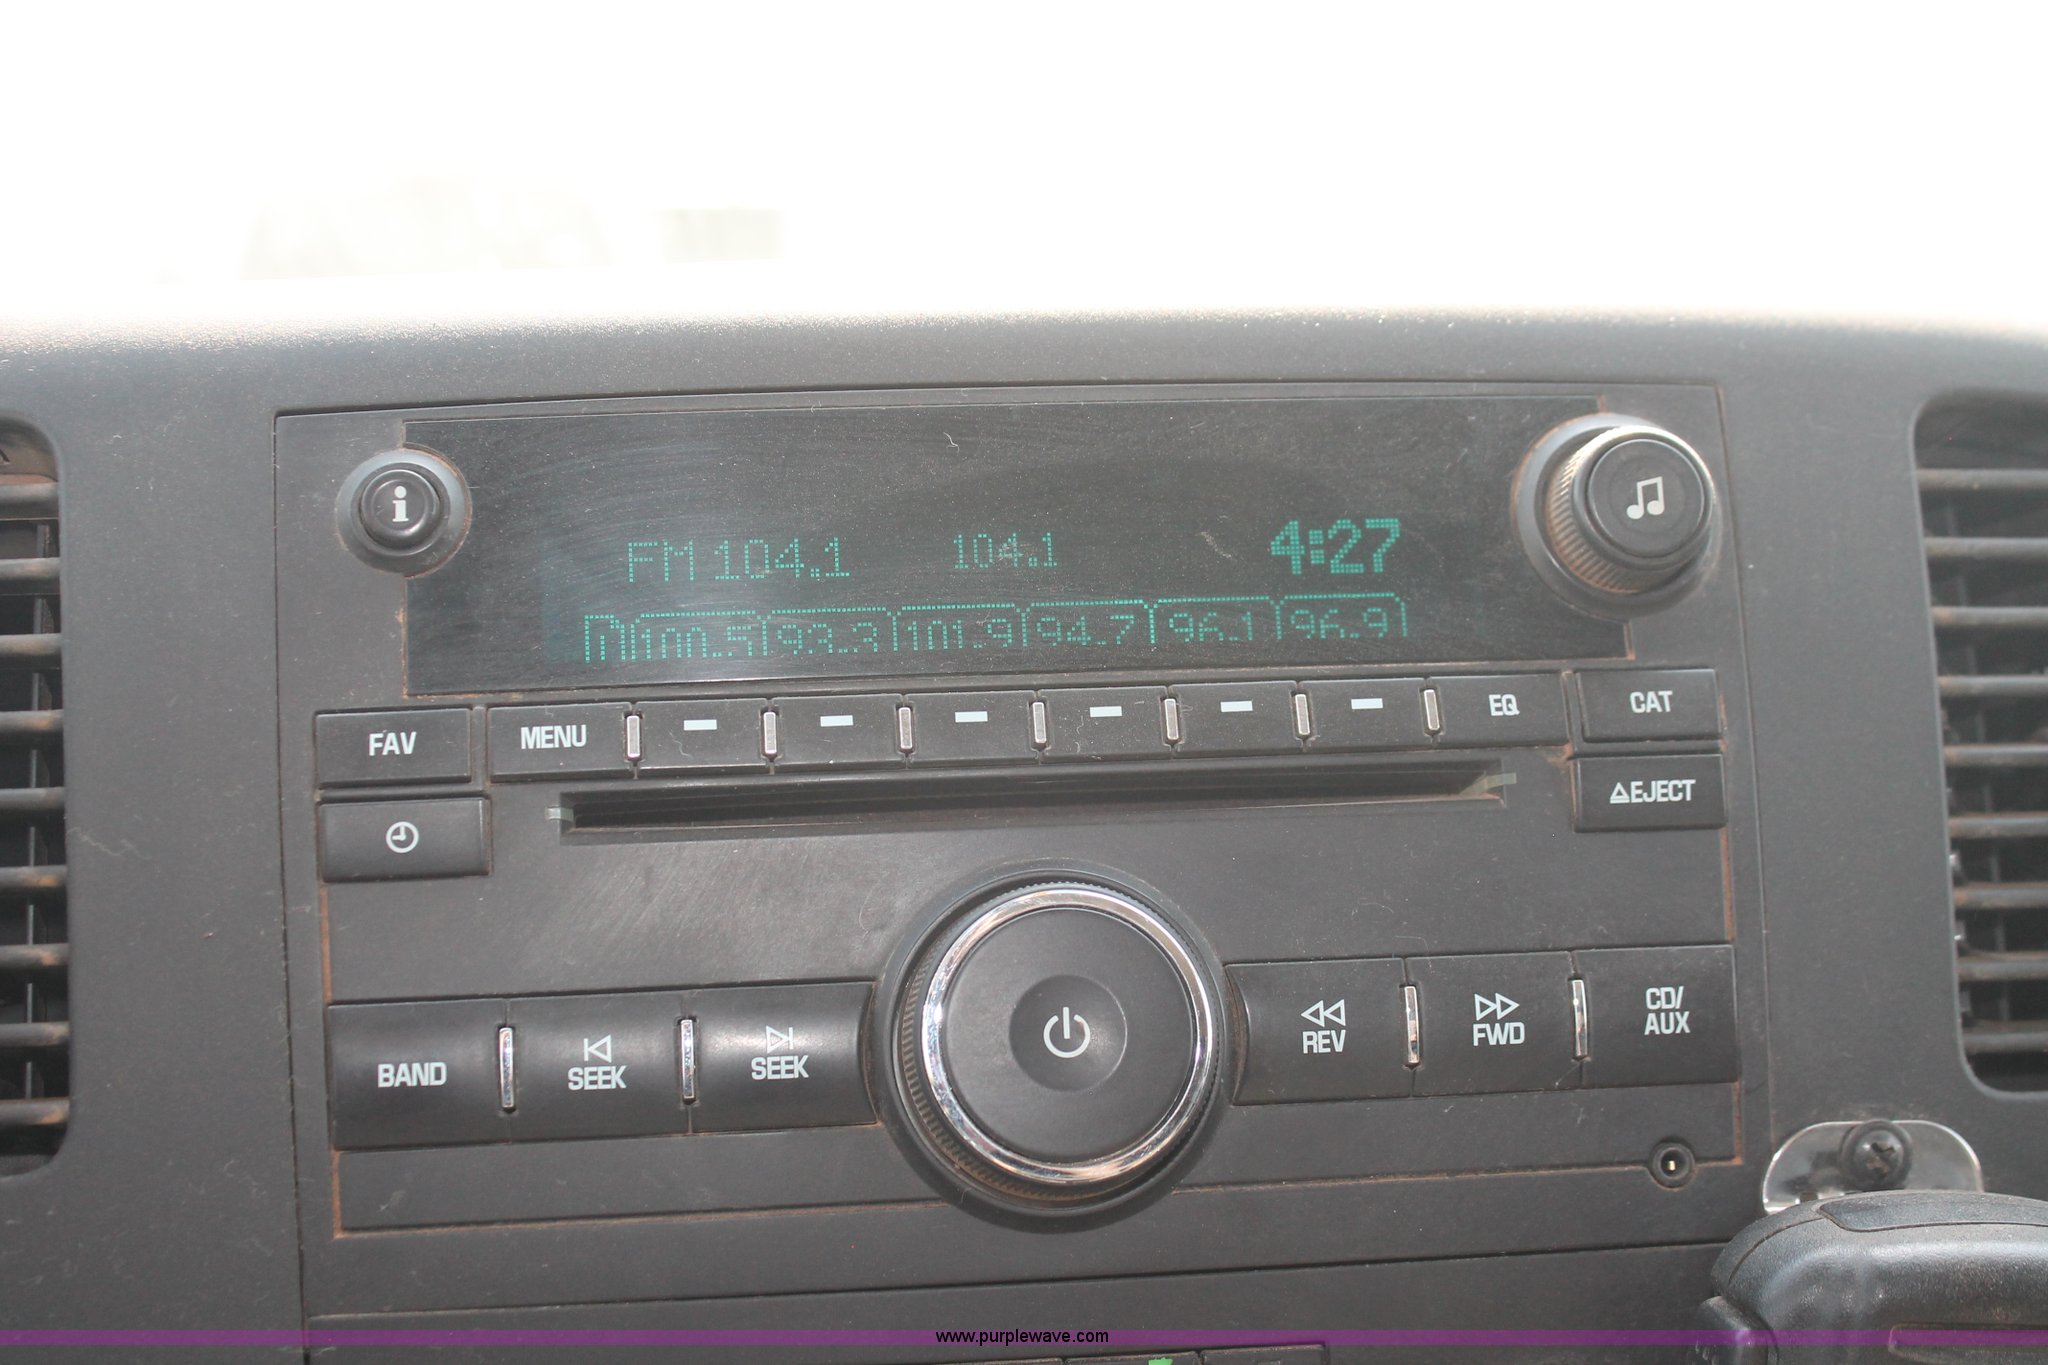 i
FM 104.1 104.1 4:27
1 100.5 93.3 101.9 94.7 96.1 96.9
FAV MENU EQ CAT
EJECT
BAND SEEK SEEK REV FWD CD/
AUX
www.purplewave.com